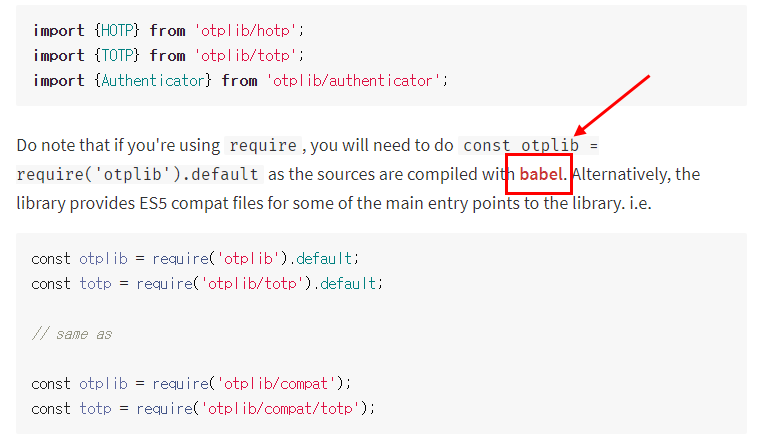 import {HOTP} from 'otplib/hotp';
import {TOTP} from 'otplib/totp';
import {Authenticator} from 'otplib/authenticator';
Do note that if you're using require , you will need to do const otplib =
require('otplib').default as the sources are compiled with babel. Alternatively, the
library provides ES5 compat files for some of the main entry points to the library. i.e.
const otplib = require('otplib').default;
const totp = require('otplib/totp').default;
// same as
const otplib = require('otplib/compat');
const totp = require('otplib/compat/totp');